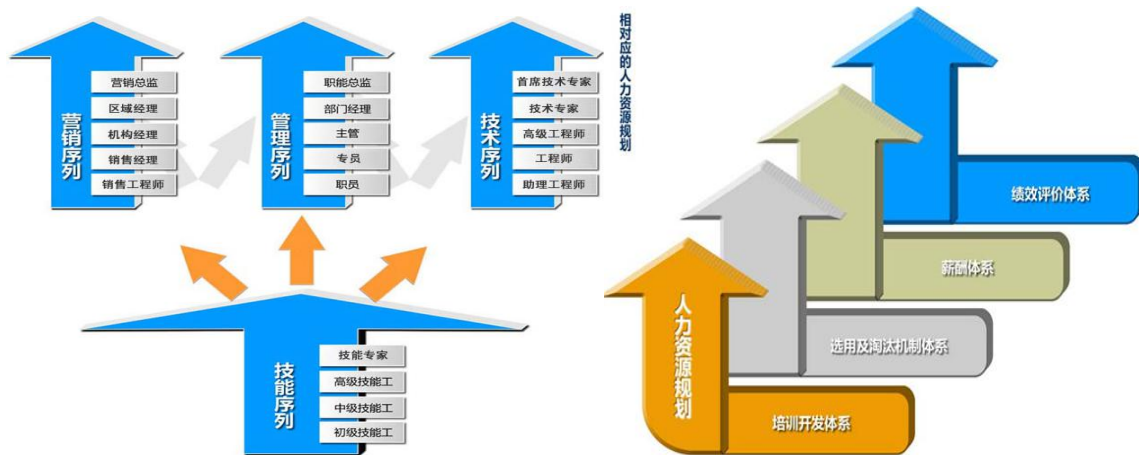 营销序列
营销总监
区域经理
机构经理
销售经理
销售工程师
管理序列
职能总监
部门经理
主管
专员
职员
技术序列
首席技术专家
技术专家
高级工程师
工程师
助理工程师
技能序列
技能专家
高级技能工
中级技能工
初级技能工
相对应的人力资源规划
绩效评价体系
薪酬体系
选用及淘汰机制体系
人力资源规划
培训开发体系